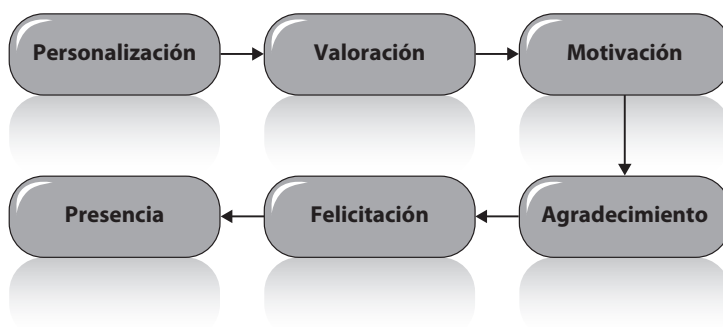 Personalización
Valoración
Motivación
Agradecimiento
Felicitación
Presencia